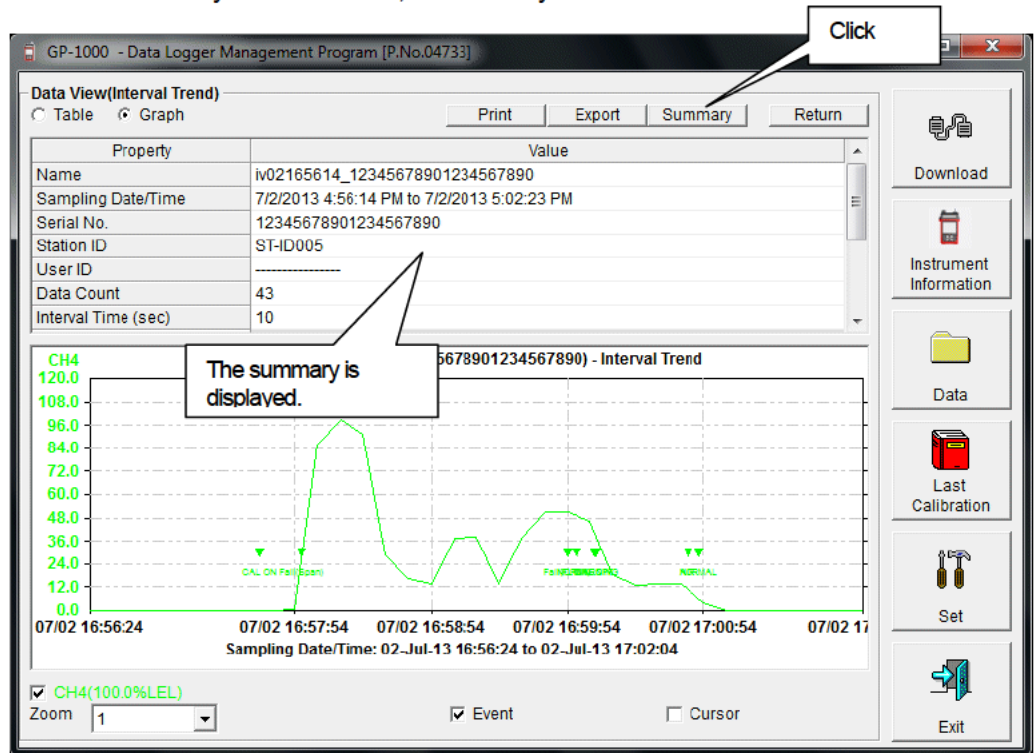 Click
GP-1000 - Data Logger Management Program [P.No.04733]
Data View(Interval Trend)
Table Graph Print Export Summary Return
Property Value
Name iv02165614_12345678901234567890
Sampling Date/Time 7/2/2013 4:56:14 PM to 7/2/2013 5:02:23 PM
Serial No. 12345678901234567890
Station ID ST-ID005
User ID ----------------
Data Count 43
Interval Time (sec) 10
The summary is
displayed.
CH4 5678901234567890) - Interval Trend
120.0
108.0
96.0
84.0
72.0
60.0
48.0
36.0
24.0
12.0
0.0
CAL ON Fail(Span)
07/02 16:56:24 07/02 16:57:54 07/02 16:58:54 07/02 16:59:54 07/02 17:00:54 07/02 17
Sampling Date/Time: 02-Jul-13 16:56:24 to 02-Jul-13 17:02:04
CH4(100.0%LEL)
Zoom 1 Event Cursor
Download
Instrument
Information
Data
Last
Calibration
Set
Exit